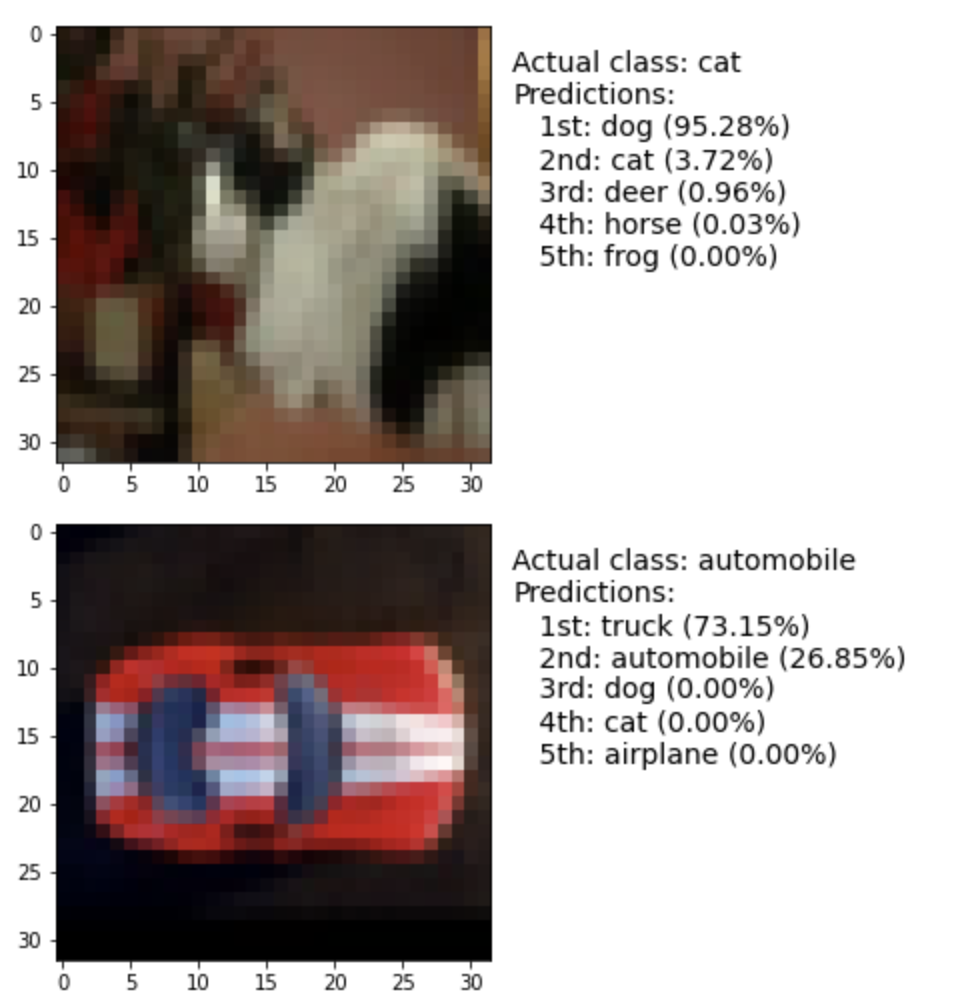 0
5
10
15
20
25
30
0 5 10 15 20 25 30
Actual class: cat
Predictions:
1st: dog (95.28%)
2nd: cat (3.72%)
3rd: deer (0.96%)
4th: horse (0.03%)
5th: frog (0.00%)
0
5
10
15
20
25
30
0 5 10 15 20 25 30
Actual class: automobile
Predictions:
1st: truck (73.15%)
2nd: automobile (26.85%)
3rd: dog (0.00%)
4th: cat (0.00%)
5th: airplane (0.00%)